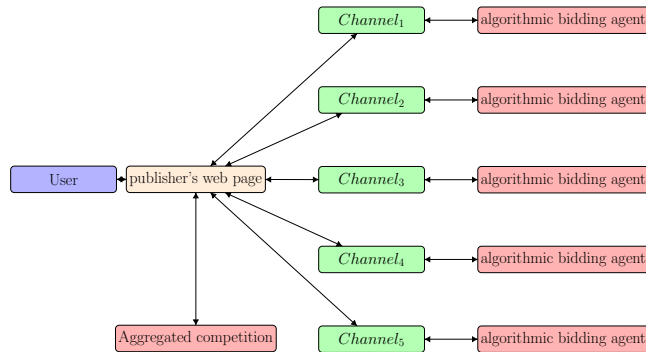 Channel₁ algorithmic bidding agent
Channel₂ algorithmic bidding agent
User publisher's web page Channel₃ algorithmic bidding agent
Channel₄ algorithmic bidding agent
Aggregated competition Channel₅ algorithmic bidding agent